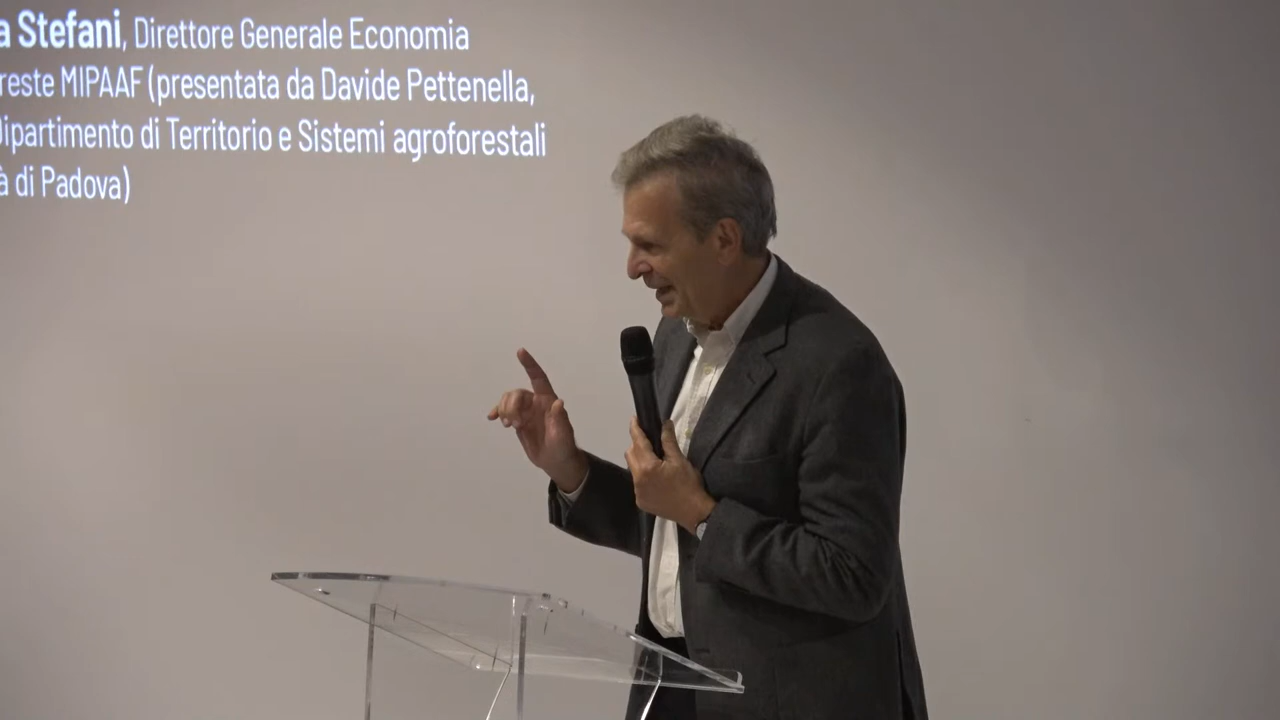 a Stefani, Direttore Generale Economia
reste MIPAAF (presentata da Davide Pettenella,
Dipartimento di Territorio e Sistemi agroforestali
à di Padova)